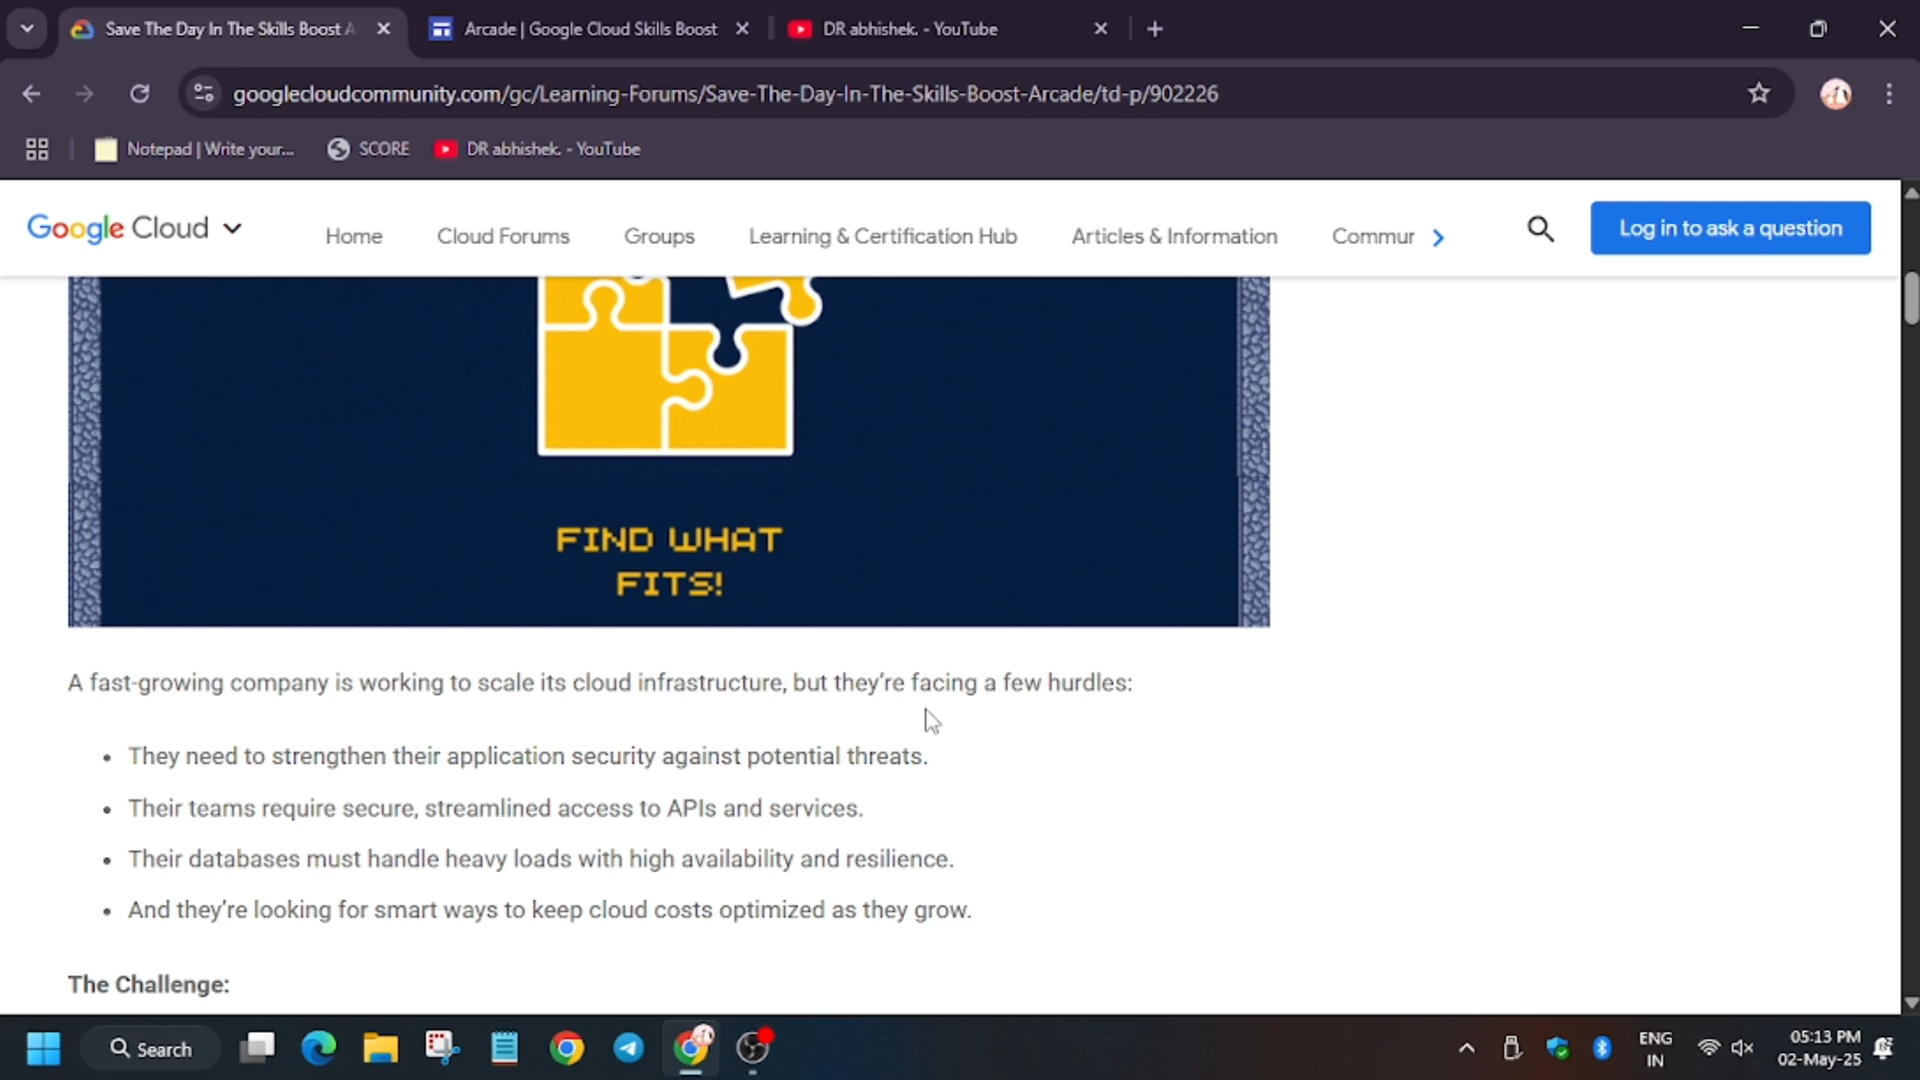 Save The Day In The Skills Boost A
Arcade | Google Cloud Skills Boost
DR abhishek. - YouTube
googlecloudcommunity.com/gc/Learning-Forums/Save-The-Day-In-The-Skills-Boost-Arcade/td-p/902226
Notepad | Write your...
SCORE
DR abhishek. - YouTube
Google Cloud
Home
Cloud Forums
Groups
Learning & Certification Hub
Articles & Information
Commur
Log in to ask a question
FIND WHAT
FITS!
A fast-growing company is working to scale its cloud infrastructure, but they’re facing a few hurdles:
• They need to strengthen their application security against potential threats.
• Their teams require secure, streamlined access to APIs and services.
• Their databases must handle heavy loads with high availability and resilience.
• And they’re looking for smart ways to keep cloud costs optimized as they grow.
The Challenge:
Search
ENG
IN
05:13 PM
02-May-25